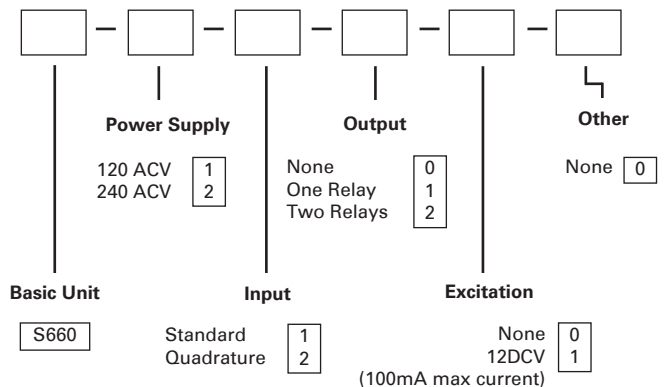 Power Supply
120 ACV 1
240 ACV 2
Output
None 0
One Relay 1
Two Relays 2
Other
None 0
Basic Unit
S660
Input
Standard 1
Quadrature 2
Excitation
None 0
12DCV 1
(100mA max current)